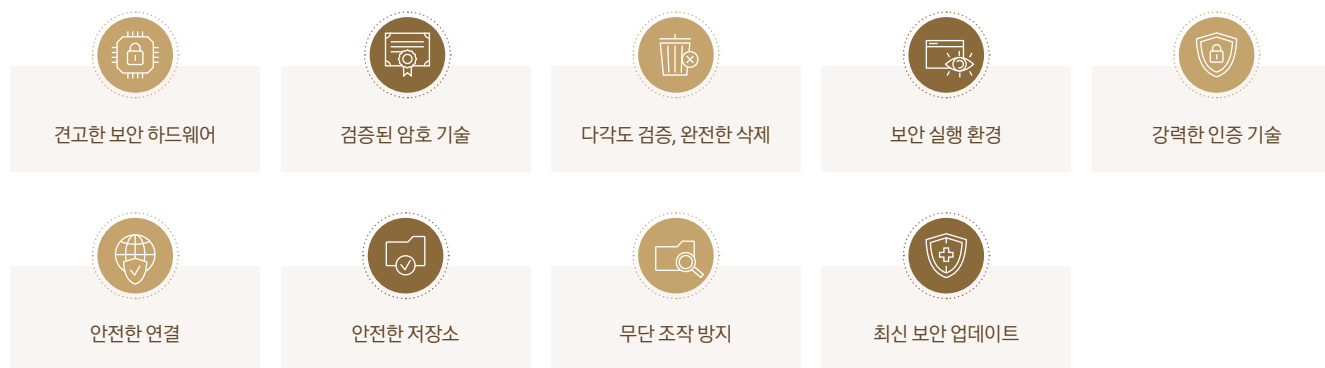 견고한 보안 하드웨어
검증된 암호 기술
다각도 검증, 완전한 삭제
보안 실행 환경
강력한 인증 기술
안전한 연결
안전한 저장소
무단 조작 방지
최신 보안 업데이트